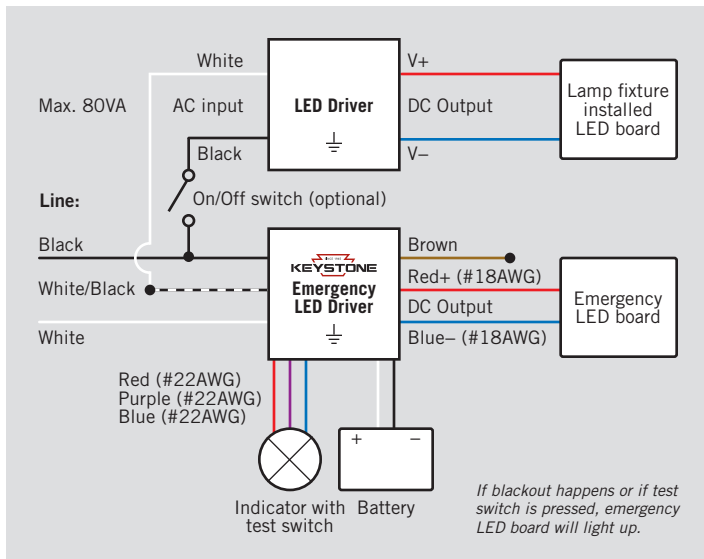 White
V+
Max. 80VA
AC input
LED Driver
DC Output
Lamp fixture
installed
LED board
Black
V–
Line:
On/Off switch (optional)
Black
KEYSTONE
Brown
White/Black
Emergency
LED Driver
Red+ (#18AWG)
DC Output
Emergency
LED board
White
Blue– (#18AWG)
Red (#22AWG)
Purple (#22AWG)
Blue (#22AWG)
+ –
Indicator with
test switch
Battery
If blackout happens or if test
switch is pressed, emergency
LED board will light up.